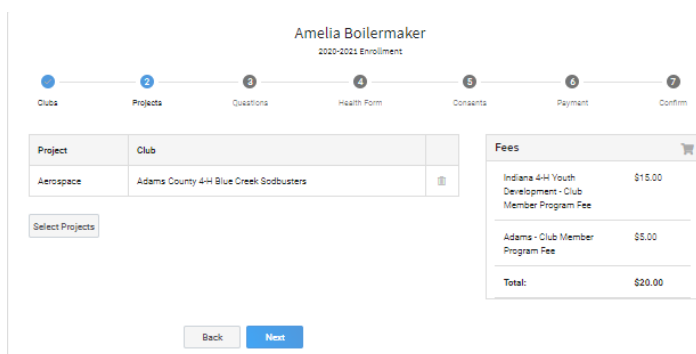 Amelia Boilermaker
2020-2021 Enrollment
2 3 4 5 6 7
Clubs Projects Questions Health Form Consents Payment Confirm
Project Club
Aerospace Adams County 4-H Blue Creek Sodbusters
Select Projects
Fees
Indiana 4-H Youth $15.00
Development - Club
Member Program Fee
Adams - Club Member $5.00
Program Fee
Total: $20.00
Back Next